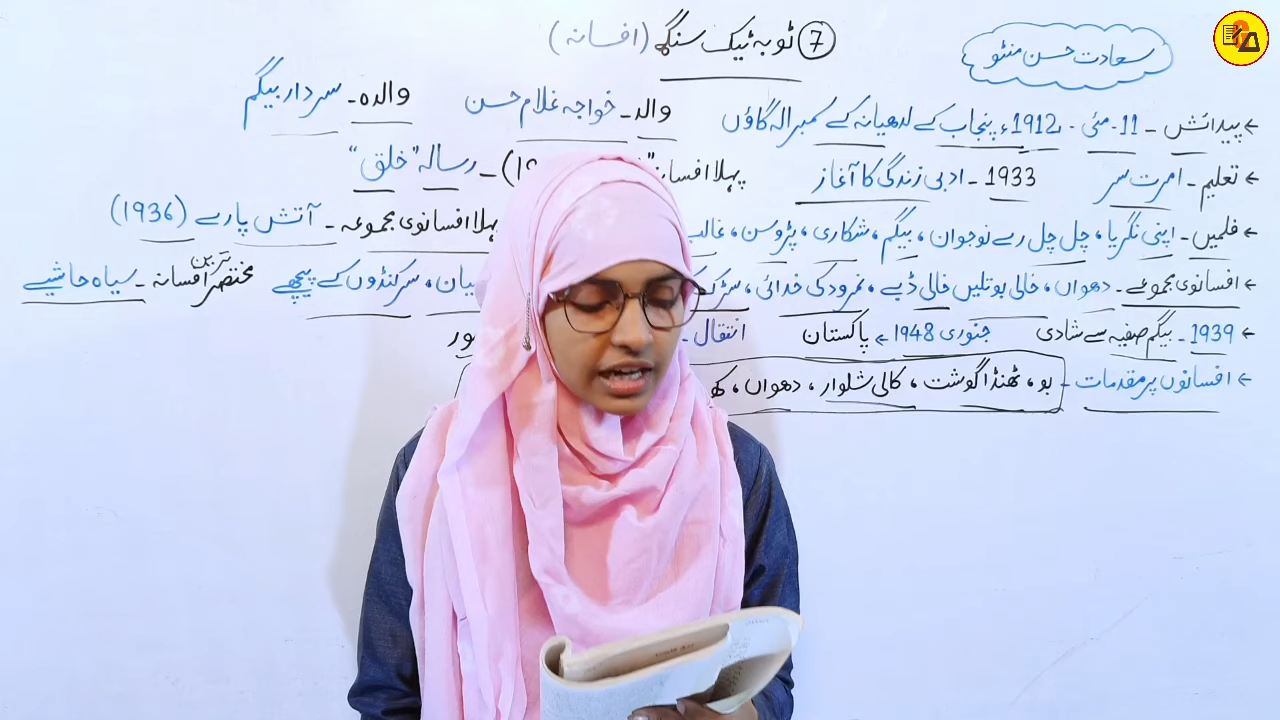 ⑦ ٹوبہ ٹیک سنگھ (افسانہ)
سعادت حسن منٹو
← پیدائش - 11 - مئی - 1912ء پنجاب کے لدھیانہ کے کمبرالہ گاؤں والد - خواجہ غلام حسن والدہ - سردار بیگم
← تعلیم - امرت سر 1933 - ادبی زندگی کا آغاز پہلا افسانہ " ) - رسالہ "خلق"
← فلمیں - اپنی نگریا، چل چل رے نوجوان، بیگم، شکاری، پڑوسن، غالب پہلا افسانوی مجموعہ - آتش پارے (1936)
← افسانوی مجموعے - دھواں، خالی بوتلیں خالی ڈبے، نمرود کی خدائی، سڑک ، سرکنڈوں کے پیچھے مختصر ترین افسانہ - سیاہ حاشیے
← 1939 - بیگم صفیہ سے شادی جنوری 1948 ← پاکستان انتقال -
← افسانوں پر مقدمات - بو، ٹھنڈا گوشت، کالی شلوار، دھواں،